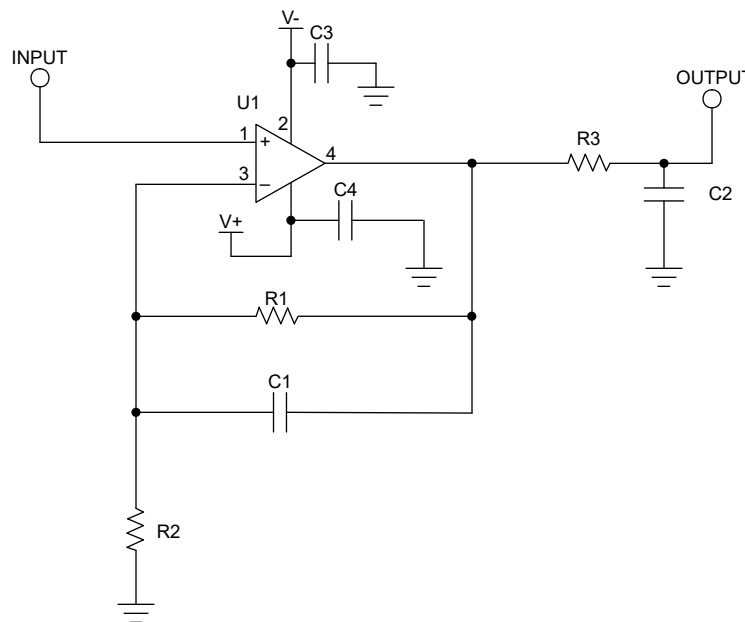 V-
C3
INPUT
OUTPUT
U1
2
R3
1
+
4
3
–
C4
C2
V+
R1
C1
R2